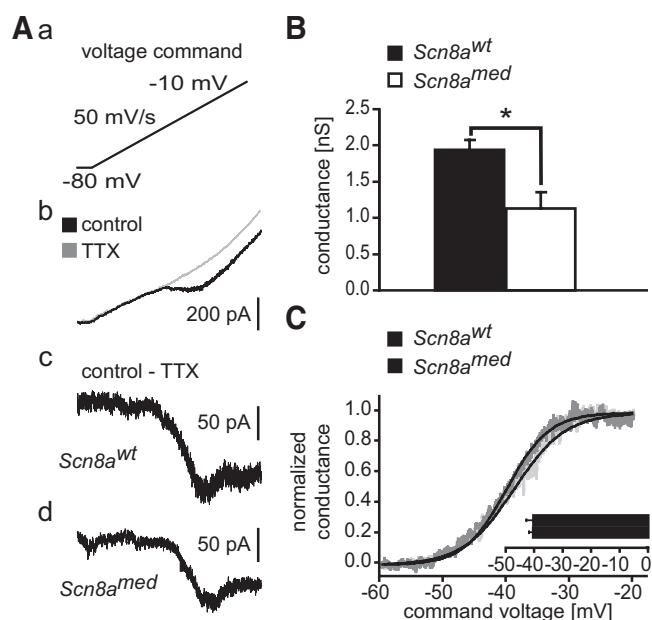 A a
voltage command
-10 mV
50 mV/s
-80 mV
b
control
TTX
200 pA
c
control - TTX
50 pA
Scn8a^wt
d
50 pA
Scn8a^med
B
Scn8a^wt
Scn8a^med
conductance [nS]
2.5
2.0
1.5
1.0
0.5
0.0
*
C
Scn8a^wt
Scn8a^med
normalized
conductance
1.0
0.8
0.6
0.4
0.2
0.0
-50 -40 -30 -20 -10 0
-60 -50 -40 -30 -20
command voltage [mV]